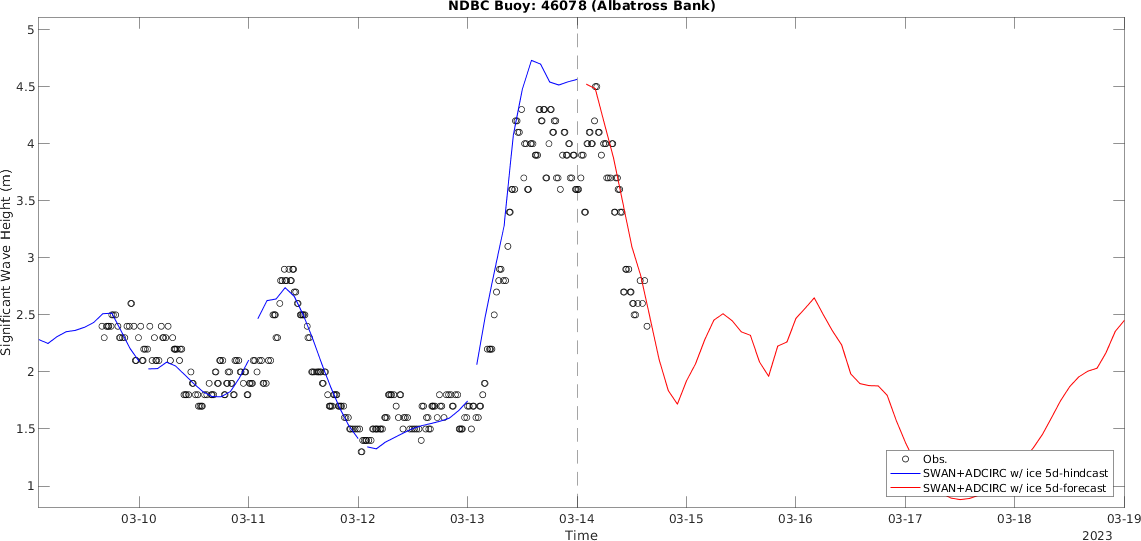 NDBC Buoy: 46078 (Albatross Bank)
5
4.5
4
3.5
3
2.5
2
1.5
1
Significant Wave Height (m)
Obs.
SWAN+ADCIRC w/ ice 5d-hindcast
SWAN+ADCIRC w/ ice 5d-forecast
03-10 03-11 03-12 03-13 03-14 03-15 03-16 03-17 03-18 03-19
Time
2023